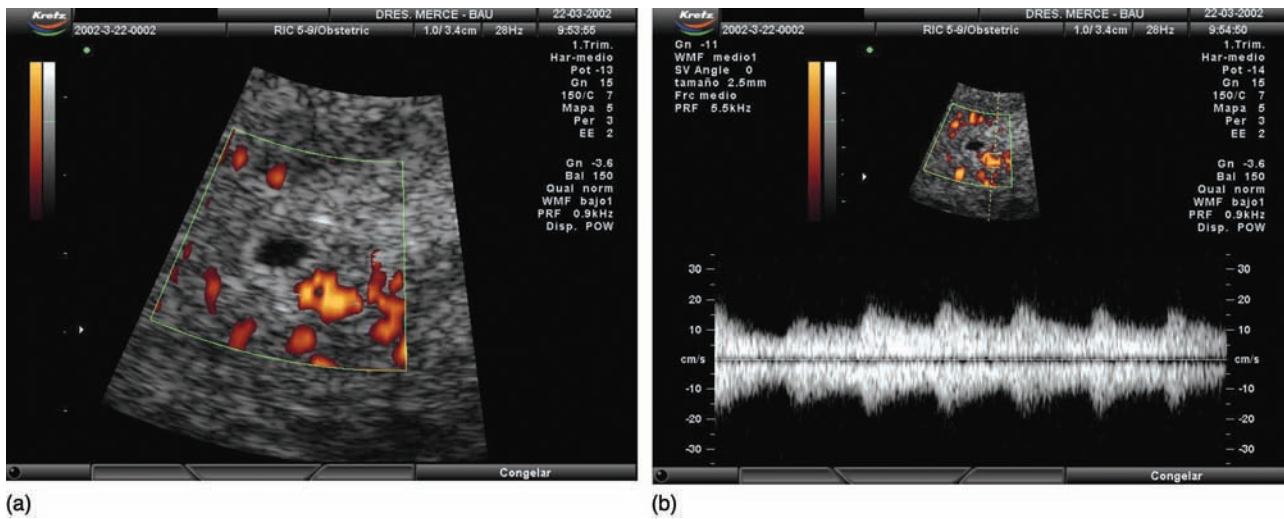 Kretz
DRES. MERCE - BAU 22-03-2002
2002-3-22-0002 RIC 5-9/Obstetric 1.0/ 3.4cm 28Hz 9:53:55
1.Trim.
Har-medio
Pot -13
Gn 15
150/C 7
Mapa 5
Per 3
EE 2
Gn -3.6
Bal 150
Qual norm
WMF bajo1
PRF 0.9kHz
Disp. POW
Congelar
(a)
Kretz
DRES. MERCE - BAU 22-03-2002
2002-3-22-0002 RIC 5-9/Obstetric 1.0/ 3.4cm 28Hz 9:54:50
Gn -11
WMF medio1
SV Angle 0
tamaño 2.5mm
Frc medio
PRF 5.5kHz
1.Trim.
Har-medio
Pot -14
Gn 15
150/C 7
Mapa 5
Per 3
EE 2
Gn -3.6
Bal 150
Qual norm
WMF bajo1
PRF 0.9kHz
Disp. POW
30 30
20 20
10 10
cm/s cm/s
-10 -10
-20 -20
-30 -30
Congelar
(b)